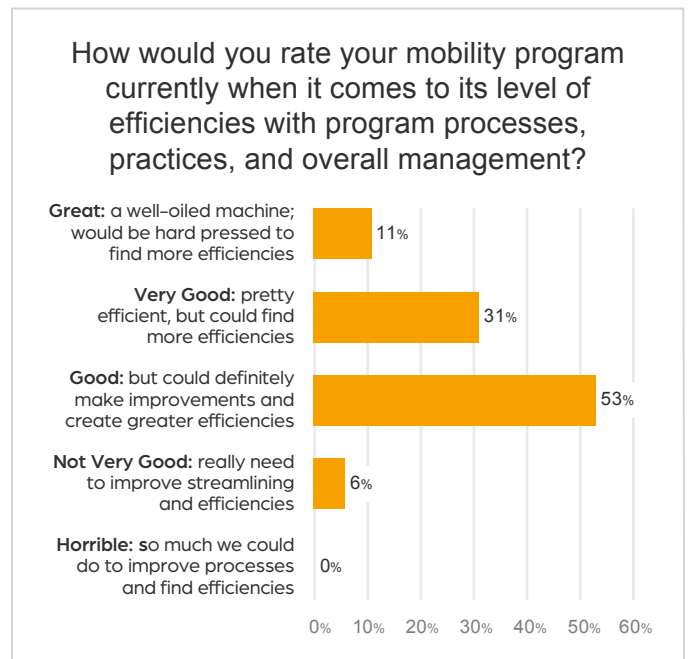 How would you rate your mobility program
currently when it comes to its level of
efficiencies with program processes,
practices, and overall management?
Great: a well-oiled machine;
would be hard pressed to
find more efficiencies
11%
Very Good: pretty
efficient, but could find
more efficiencies
31%
Good: but could definitely
make improvements and
create greater efficiencies
53%
Not Very Good: really need
to improve streamlining
and efficiencies
6%
Horrible: so much we could
do to improve processes
and find efficiencies
0%
0% 10% 20% 30% 40% 50% 60%